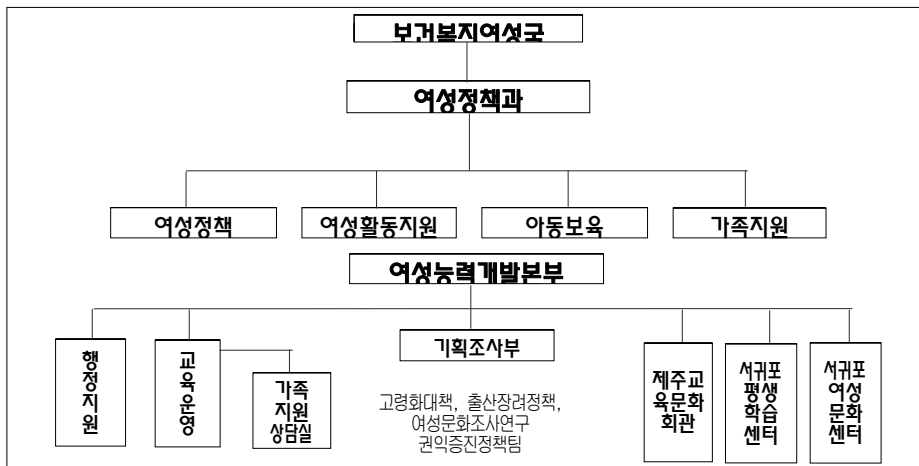 보건복지여성국
여성정책과
여성정책
여성활동지원
아동보육
가족지원
여성능력개발본부
행정지원
교육운영
가족
지원
상담실
기획조사부
고령화대책, 출산장려정책,
여성문화조사연구
권익증진정책팀
제주교
육문화
회관
서귀포
평생
학습
센터
서귀포
여성
문화
센터